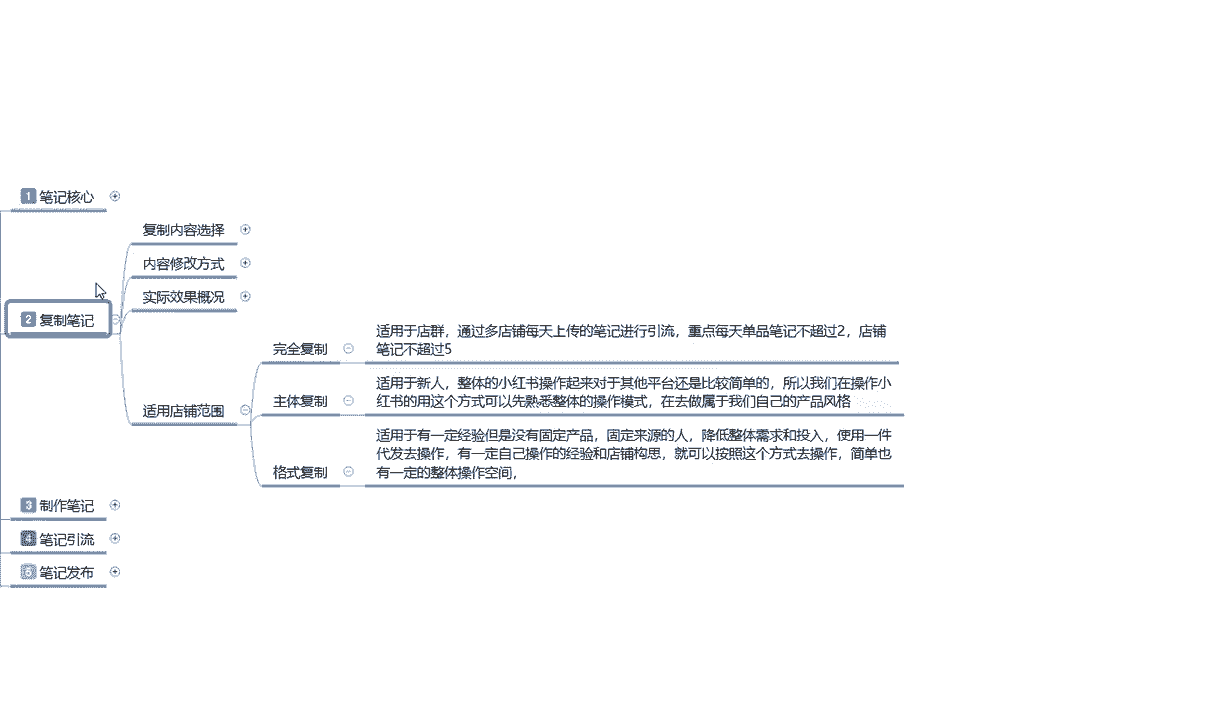 1 笔记核心
复制内容选择
内容修改方式
实际效果概况
2 复制笔记
适用于店群，通过多店铺每天上传的笔记进行引流，重点每天单品笔记不超过2，店铺
笔记不超过5
完全复制
适用于新人，整体的小红书操作起来对于其他平台还是比较简单的，所以我们在操作小
红书的用这个方式可以先熟悉整体的操作模式，在去做属于我们自己的产品风格
主体复制
适用店铺范围
适用于有一定经验但是没有固定产品，固定来源的人，降低整体需求和投入，使用一件
代发去操作，有一定自己操作的经验和店铺构思，就可以按照这个方式去操作，简单也
有一定的整体操作空间，
格式复制
3 制作笔记
4 笔记引流
5 笔记发布